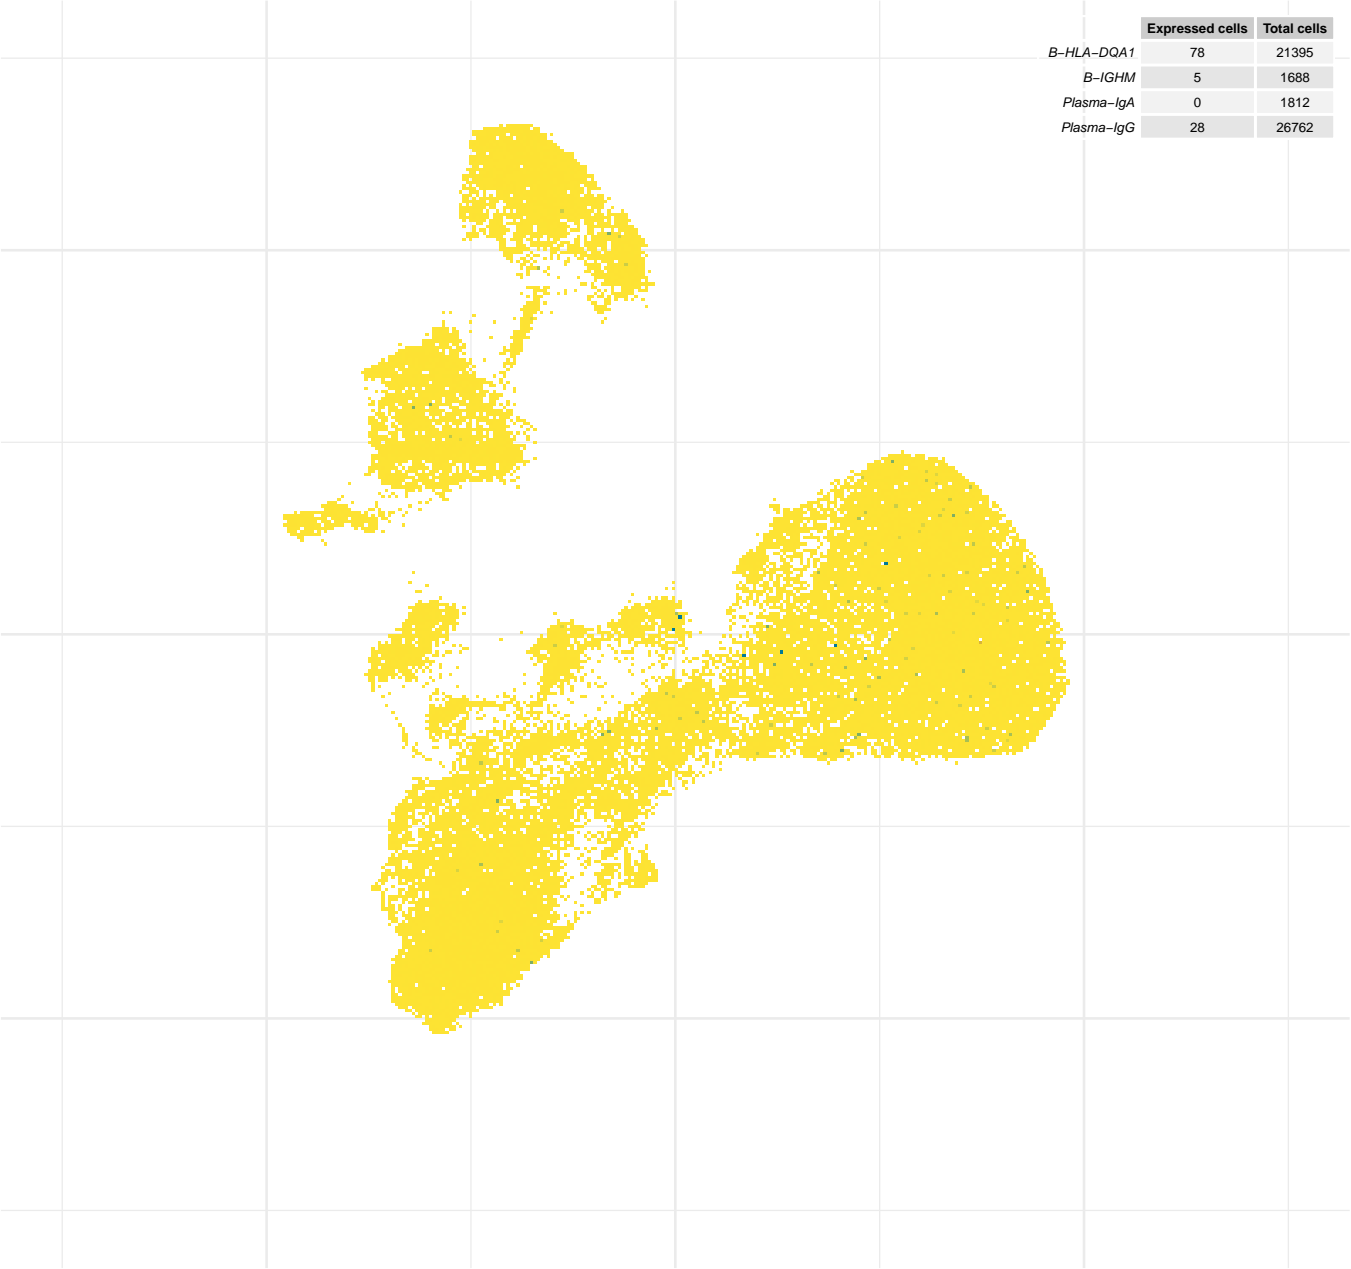 Expressed cells Total cells
B−HLA−DQA1 78 21395
B−IGHM 5 1688
Plasma−IgA 0 1812
Plasma−IgG 28 26762